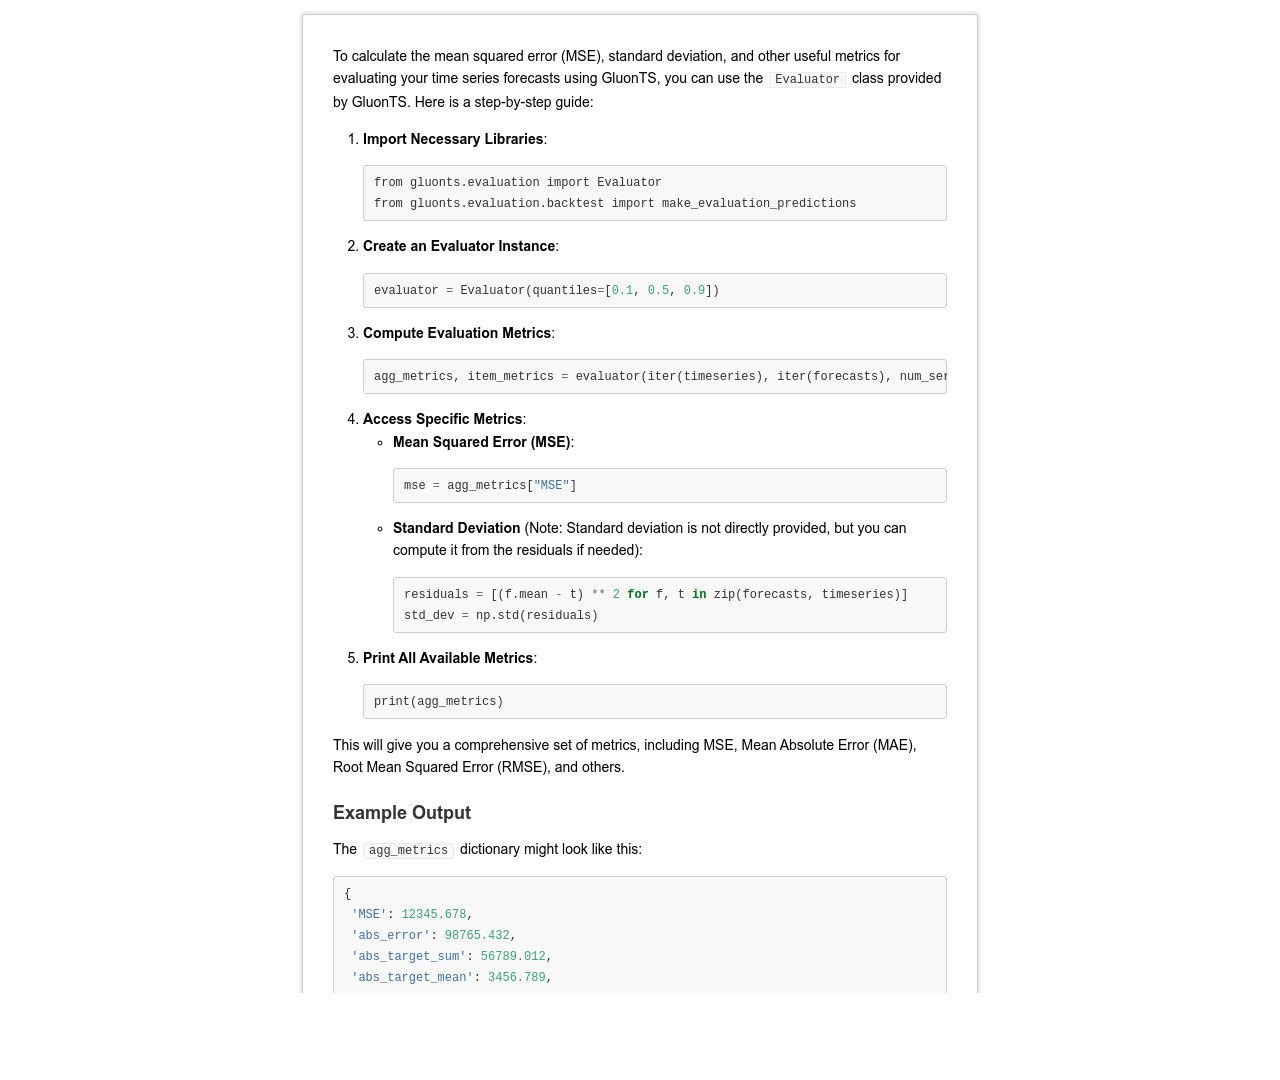 To calculate the mean squared error (MSE), standard deviation, and other useful metrics for
evaluating your time series forecasts using GluonTS, you can use the Evaluator class provided
by GluonTS. Here is a step-by-step guide:
1. Import Necessary Libraries:
from gluonts.evaluation import Evaluator
from gluonts.evaluation.backtest import make_evaluation_predictions
2. Create an Evaluator Instance:
evaluator = Evaluator(quantiles=[0.1, 0.5, 0.9])
3. Compute Evaluation Metrics:
agg_metrics, item_metrics = evaluator(iter(timeseries), iter(forecasts), num_ser
4. Access Specific Metrics:
◦ Mean Squared Error (MSE):
mse = agg_metrics["MSE"]
◦ Standard Deviation (Note: Standard deviation is not directly provided, but you can
compute it from the residuals if needed):
residuals = [(f.mean - t) ** 2 for f, t in zip(forecasts, timeseries)]
std_dev = np.std(residuals)
5. Print All Available Metrics:
print(agg_metrics)
This will give you a comprehensive set of metrics, including MSE, Mean Absolute Error (MAE),
Root Mean Squared Error (RMSE), and others.
Example Output
The agg_metrics dictionary might look like this:
{
'MSE': 12345.678,
'abs_error': 98765.432,
'abs_target_sum': 56789.012,
'abs_target_mean': 3456.789,